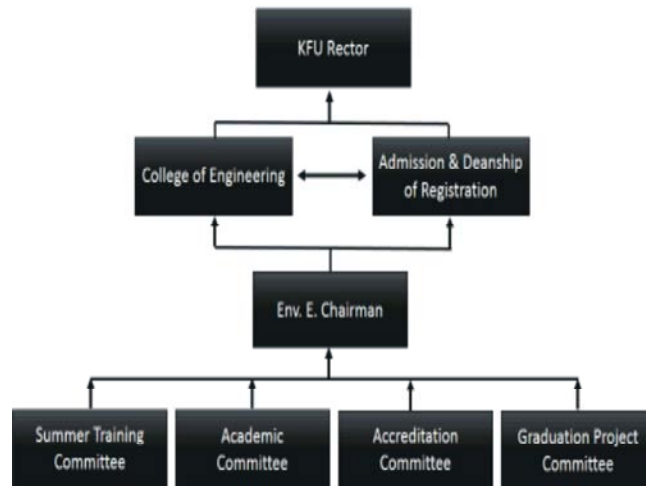 KFU Rector
College of Engineering
Admission & Deanship
of Registration
Env. E. Chairman
Summer Training
Committee
Academic
Committee
Accreditation
Committee
Graduation Project
Committee